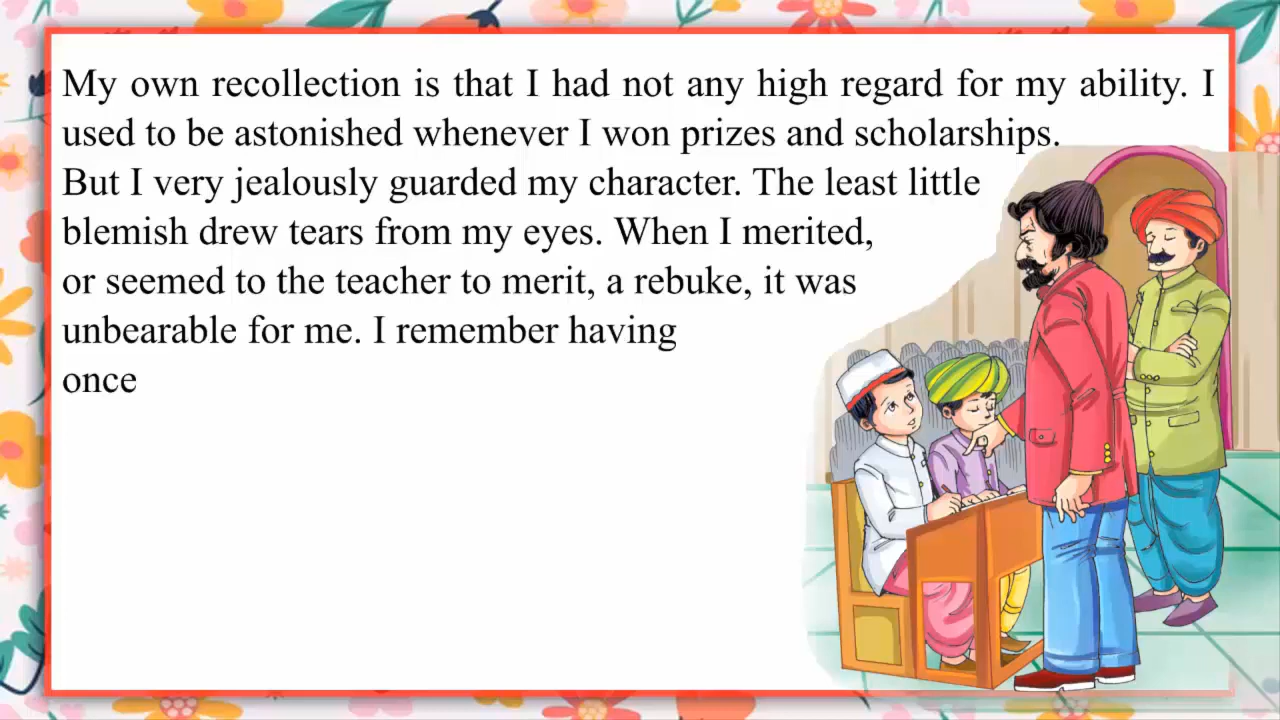 My own recollection is that I had not any high regard for my ability. I
used to be astonished whenever I won prizes and scholarships.
But I very jealously guarded my character. The least little
blemish drew tears from my eyes. When I merited,
or seemed to the teacher to merit, a rebuke, it was
unbearable for me. I remember having
once